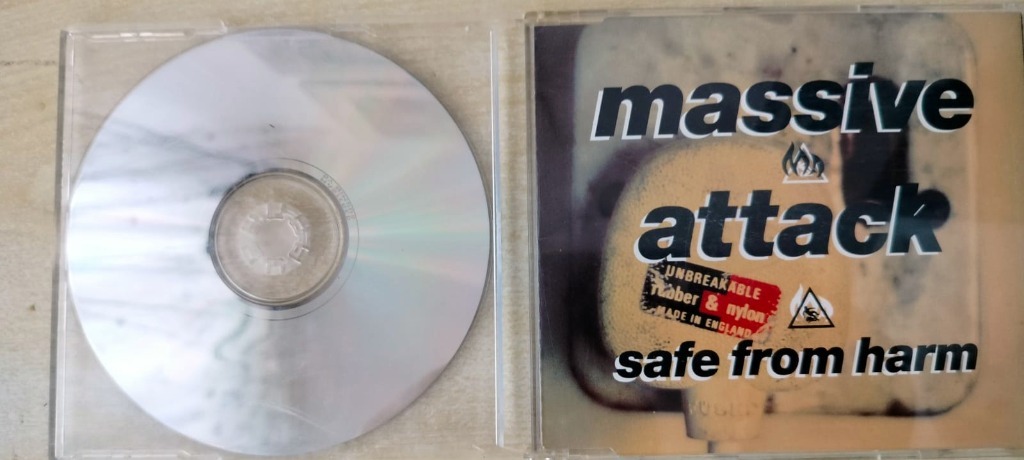 massive
attack
UNBREAKABLE
rubber & nylon
MADE IN ENGLAND
safe from harm